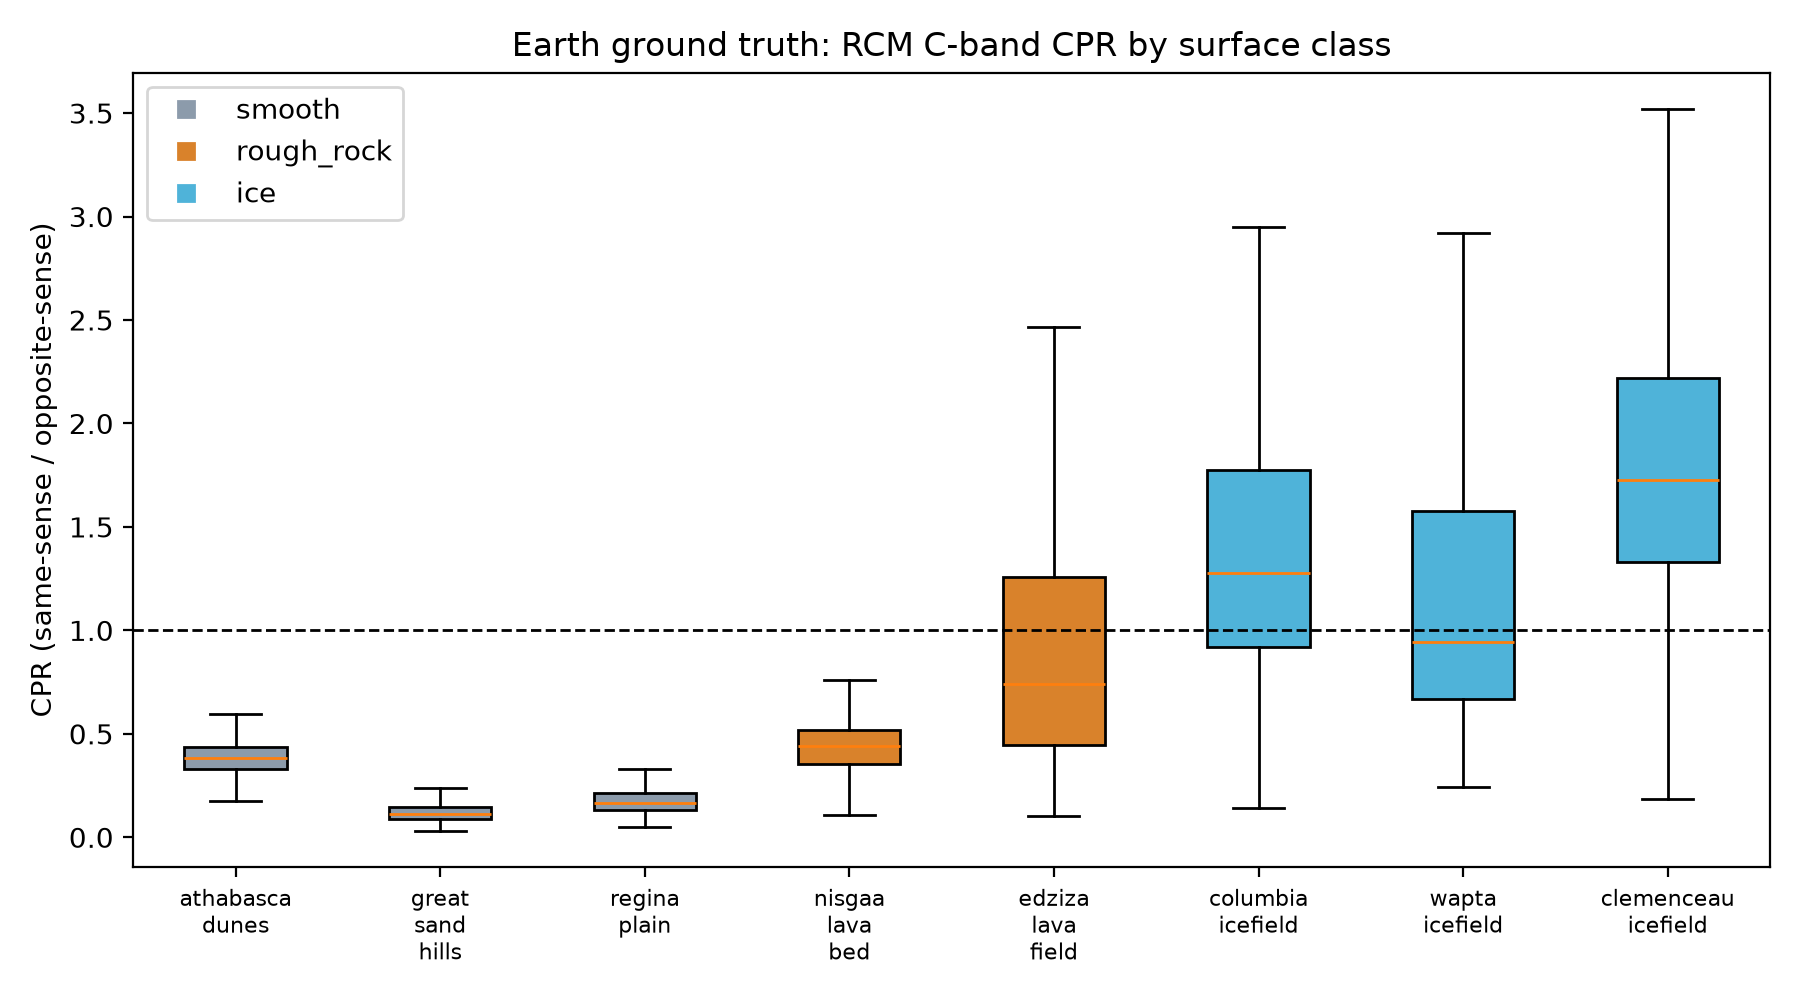 Earth ground truth: RCM C-band CPR by surface class
smooth
rough_rock
ice
CPR (same-sense / opposite-sense)
3.5
3.0
2.5
2.0
1.5
1.0
0.5
0.0
athabasca
dunes
great
sand
hills
regina
plain
nisgaa
lava
bed
edziza
lava
field
columbia
icefield
wapta
icefield
clemenceau
icefield